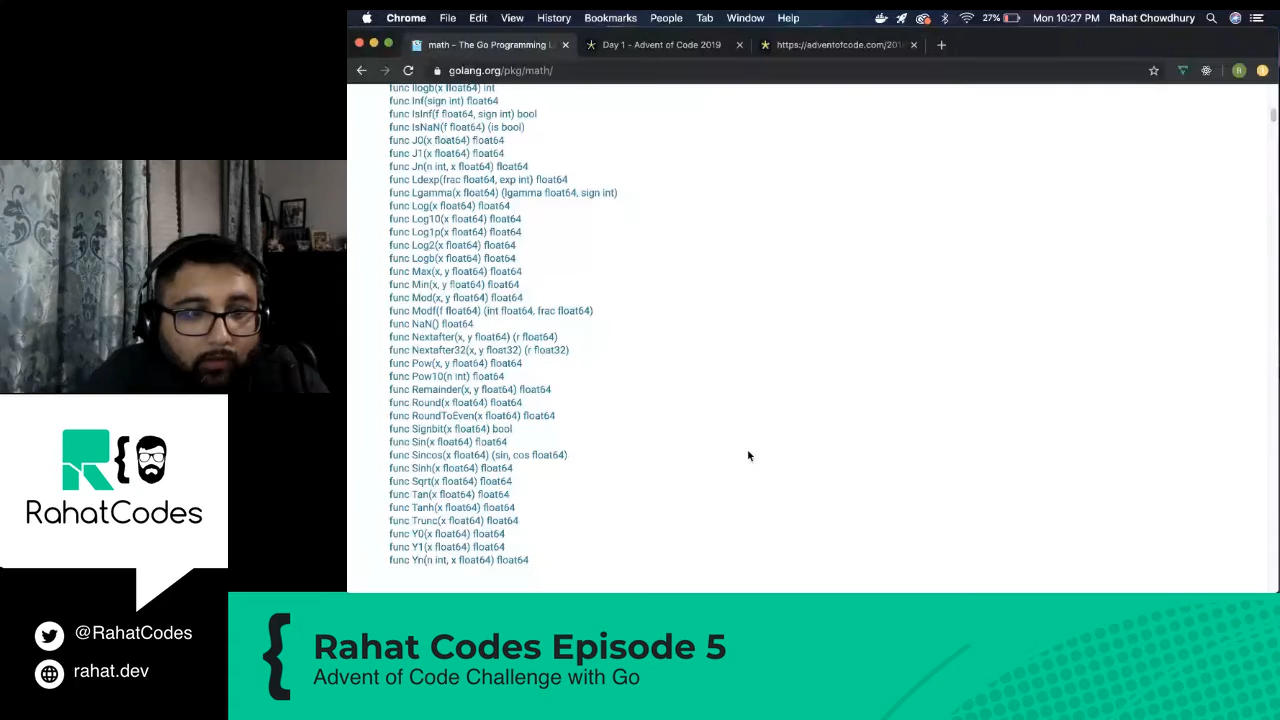 Chrome File Edit View History Bookmarks People Tab Window Help 27% Mon 10:27 PM Rahat Chowdhury
math - The Go Programming L Day 1 - Advent of Code 2019 https://adventofcode.com/201
golang.org/pkg/math/
func Ilogb(x float64) int
func Inf(sign int) float64
func IsInf(f float64, sign int) bool
func IsNaN(f float64) (is bool)
func J0(x float64) float64
func J1(x float64) float64
func Jn(n int, x float64) float64
func Ldexp(frac float64, exp int) float64
func Lgamma(x float64) (lgamma float64, sign int)
func Log(x float64) float64
func Log10(x float64) float64
func Log1p(x float64) float64
func Log2(x float64) float64
func Logb(x float64) float64
func Max(x, y float64) float64
func Min(x, y float64) float64
func Mod(x, y float64) float64
func Modf(f float64) (int float64, frac float64)
func NaN() float64
func Nextafter(x, y float64) (r float64)
func Nextafter32(x, y float32) (r float32)
func Pow(x, y float64) float64
func Pow10(n int) float64
func Remainder(x, y float64) float64
func Round(x float64) float64
func RoundToEven(x float64) float64
func Signbit(x float64) bool
func Sin(x float64) float64
func Sincos(x float64) (sin, cos float64)
func Sinh(x float64) float64
func Sqrt(x float64) float64
func Tan(x float64) float64
func Tanh(x float64) float64
func Trunc(x float64) float64
func Y0(x float64) float64
func Y1(x float64) float64
func Yn(n int, x float64) float64
R{
RahatCodes
@RahatCodes
rahat.dev
{
Rahat Codes Episode 5
Advent of Code Challenge with Go